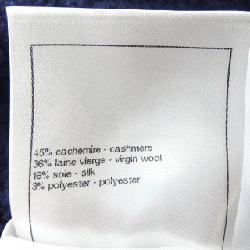 45% cachemire - cashmere
36% laine vierge - virgin wool
16% soie - silk
3% polyester - polyester